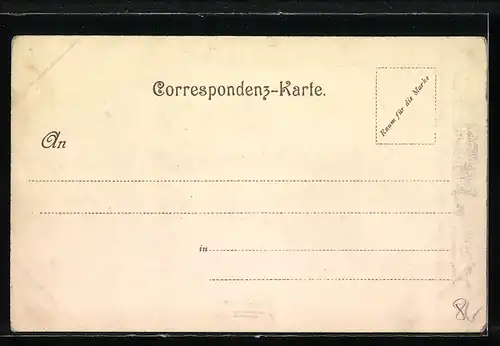 Correspondenz-Karte.
Raum für die Marke
An
in